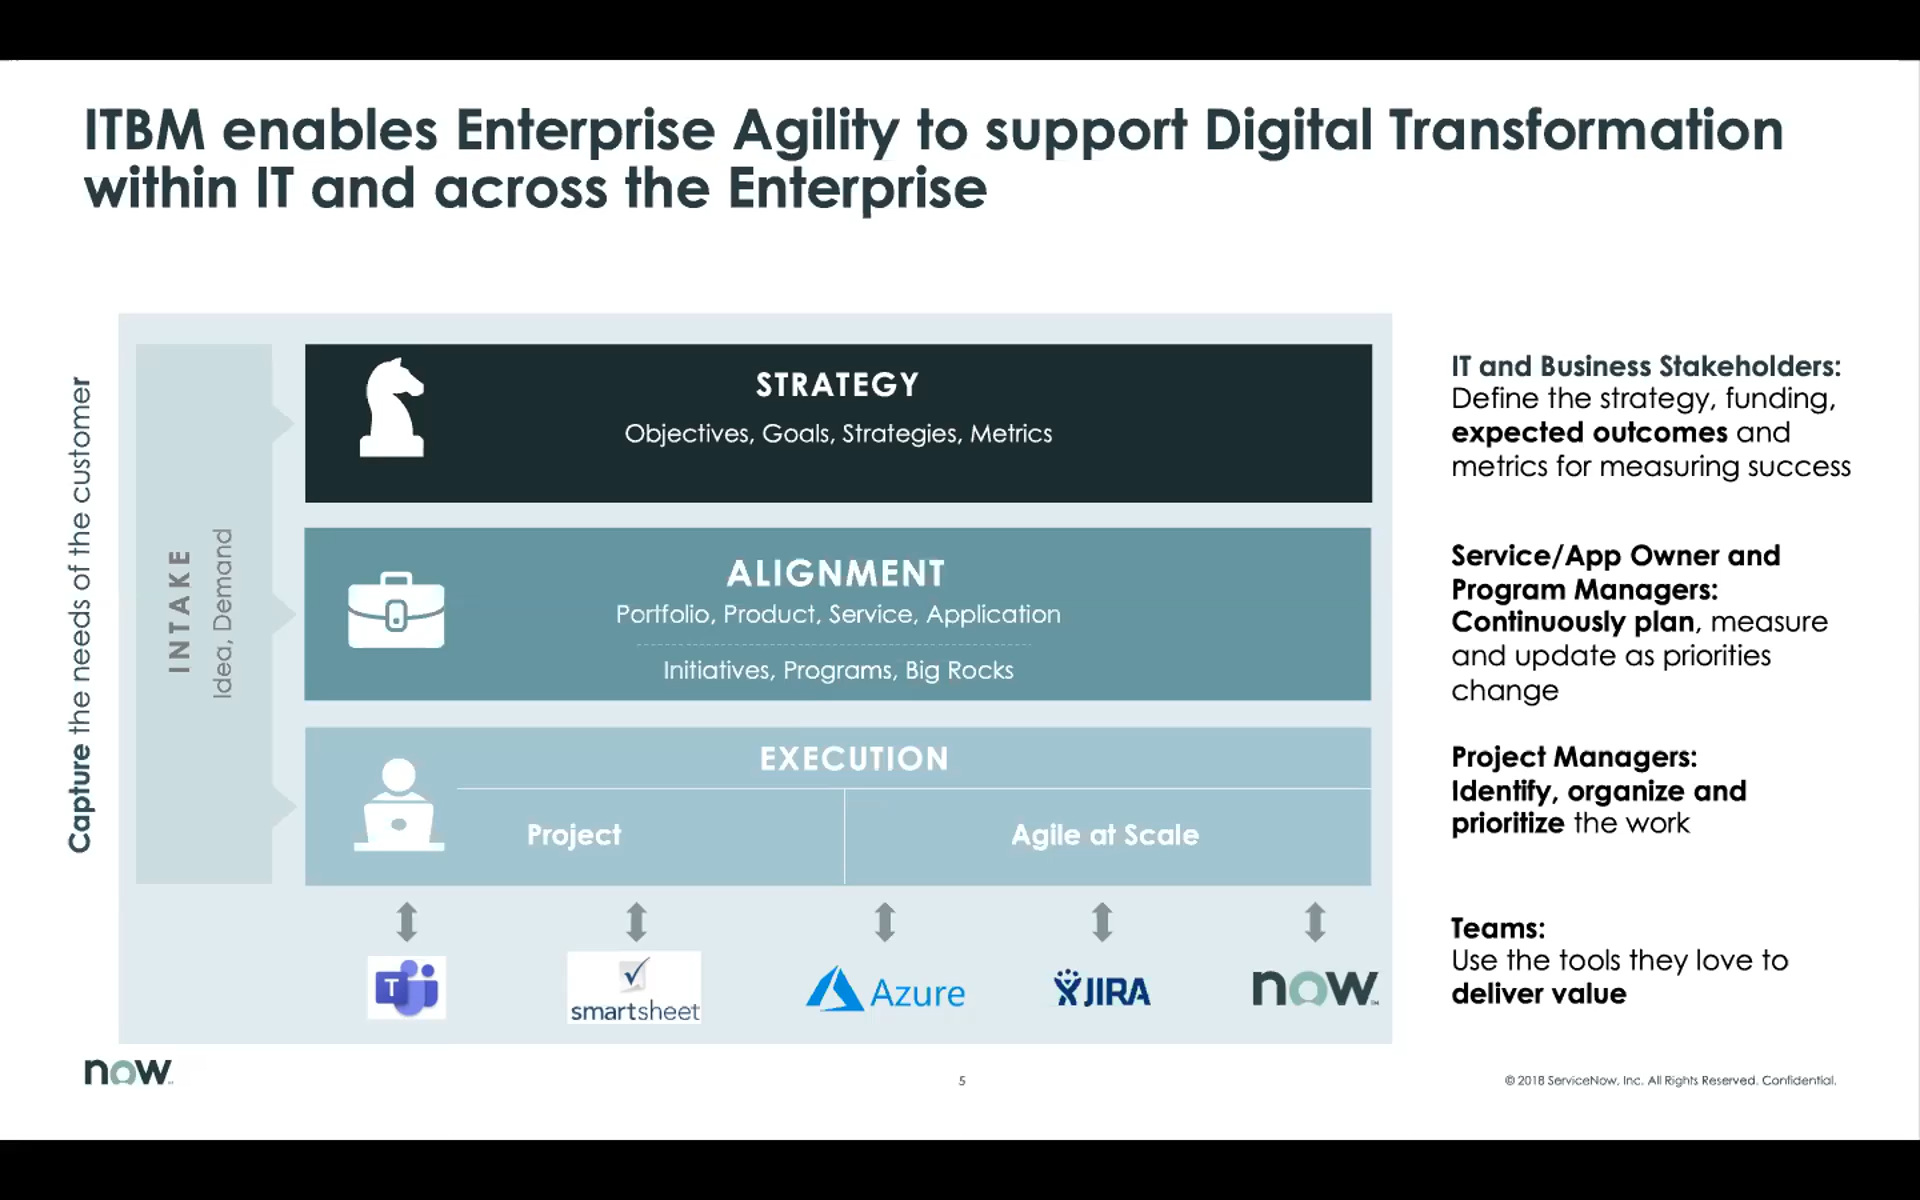 ITBM enables Enterprise Agility to support Digital Transformation
within IT and across the Enterprise
Capture the needs of the customer
INTAKE
Idea, Demand
STRATEGY
Objectives, Goals, Strategies, Metrics
ALIGNMENT
Portfolio, Product, Service, Application
Initiatives, Programs, Big Rocks
EXECUTION
Project
Agile at Scale
T
smartsheet
Azure
JIRA
now
IT and Business Stakeholders:
Define the strategy, funding,
expected outcomes and
metrics for measuring success
Service/App Owner and
Program Managers:
Continuously plan, measure
and update as priorities
change
Project Managers:
Identify, organize and
prioritize the work
Teams:
Use the tools they love to
deliver value
now
5
© 2018 ServiceNow, Inc. All Rights Reserved. Confidential.